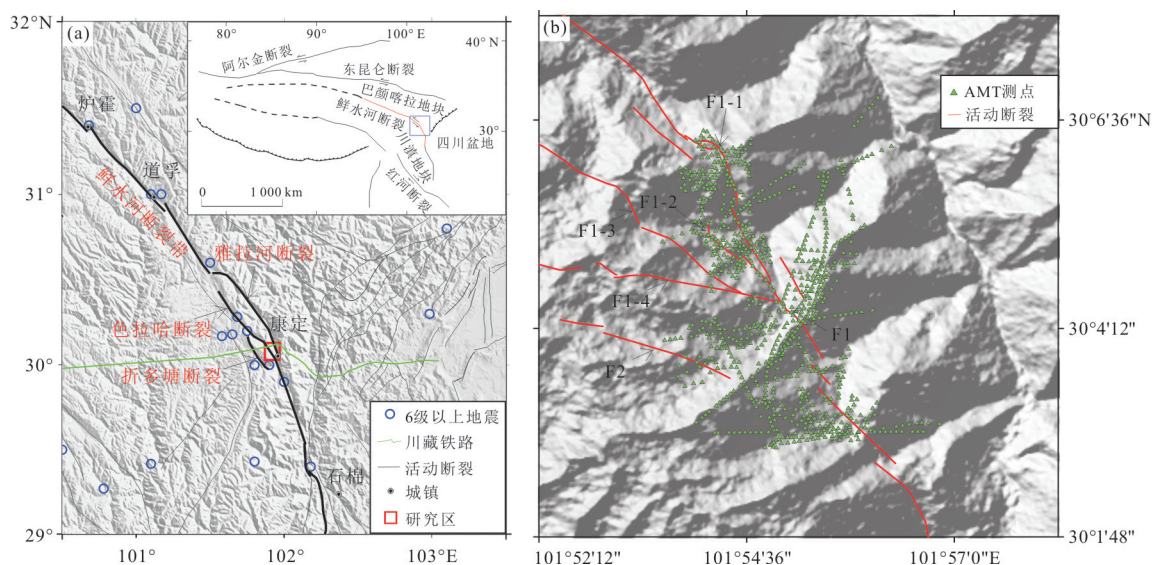 (a)
32°N
31°
30°
29°
101°
102°
103°E
炉霍
道孚
鲜水河断裂带
雅拉河断裂
色拉哈断裂
康定
折多塘断裂
石棉
80°
90°
100°E
40°N
30°
阿尔金断裂
东昆仑断裂
巴颜喀拉地块
鲜水河断裂
川滇地块
四川盆地
红河断裂
0
1 000 km
6级以上地震
川藏铁路
活动断裂
城镇
研究区
(b)
F1-1
F1-2
F1-3
F1-4
F1
F2
AMT测点
活动断裂
30°6'36"N
30°4'12"
30°1'48"
101°52'12"
101°54'36"
101°57'0"E